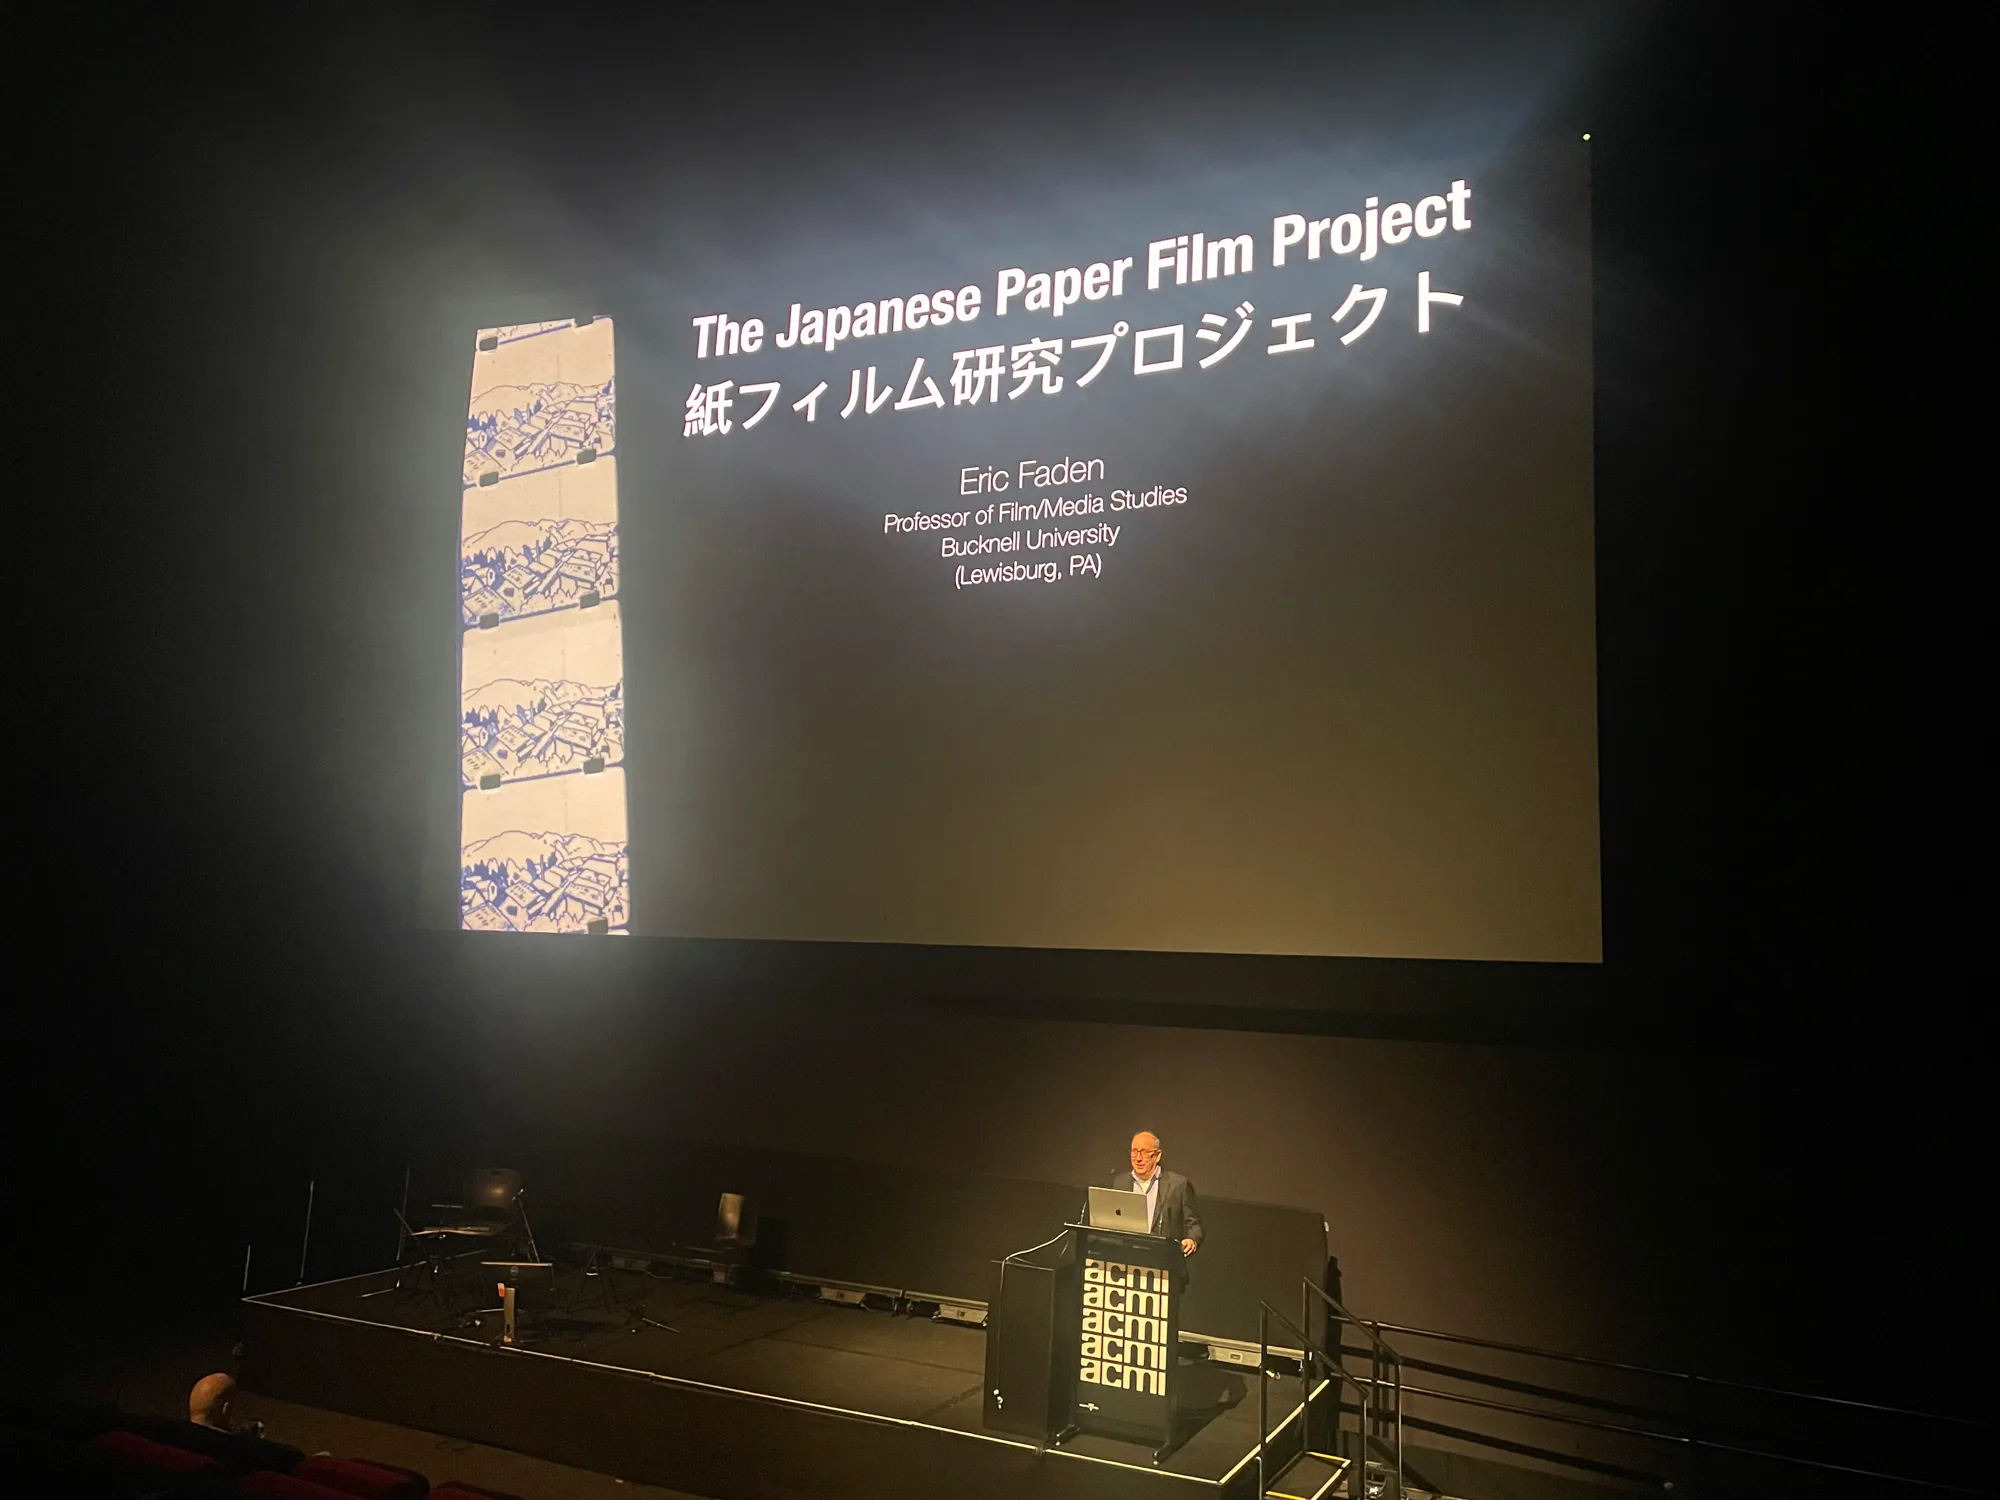 The Japanese Paper Film Project
紙フィルム研究プロジェクト
Eric Faden
Professor of Film/Media Studies
Bucknell University
(Lewisburg, PA)
acmi
acmi
acmi
acmi
acmi